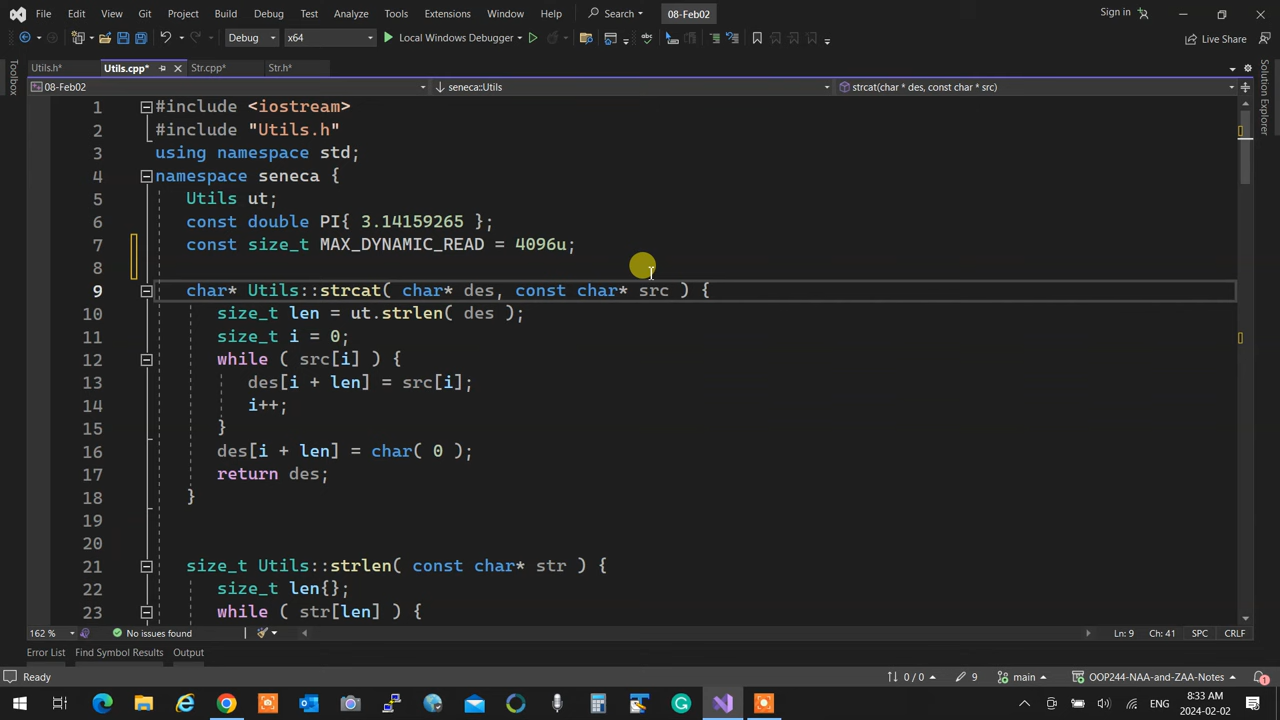 File Edit View Git Project Build Debug Test Analyze Tools Extensions Window Help Search 08-Feb02 Sign in
Debug x64 Local Windows Debugger Live Share
Toolbox
Utils.h* Utils.cpp* Str.cpp* Str.h*
08-Feb02 seneca::Utils strcat(char * des, const char * src)
Solution Explorer
1 #include <iostream>
2 #include "Utils.h"
3 using namespace std;
4 namespace seneca {
5 Utils ut;
6 const double PI{ 3.14159265 };
7 const size_t MAX_DYNAMIC_READ = 4096u;
8
9 char* Utils::strcat( char* des, const char* src ) {
10 size_t len = ut.strlen( des );
11 size_t i = 0;
12 while ( src[i] ) {
13 des[i + len] = src[i];
14 i++;
15 }
16 des[i + len] = char( 0 );
17 return des;
18 }
19
20
21 size_t Utils::strlen( const char* str ) {
22 size_t len{};
23 while ( str[len] ) {
162 % No issues found Ln: 9 Ch: 41 SPC CRLF
Error List Find Symbol Results Output
Ready 0 / 0 9 main OOP244-NAA-and-ZAA-Notes 1
ENG 8:33 AM
2024-02-02